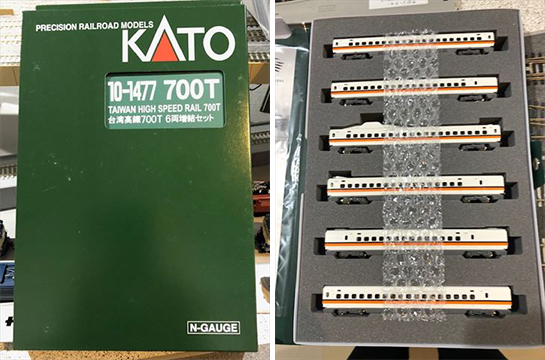 PRECISION RAILROAD MODELS
KATO
10-1477 700T
TAIWAN HIGH SPEED RAIL 700T
台湾高鐵700T 6両増結セット
N-GAUGE